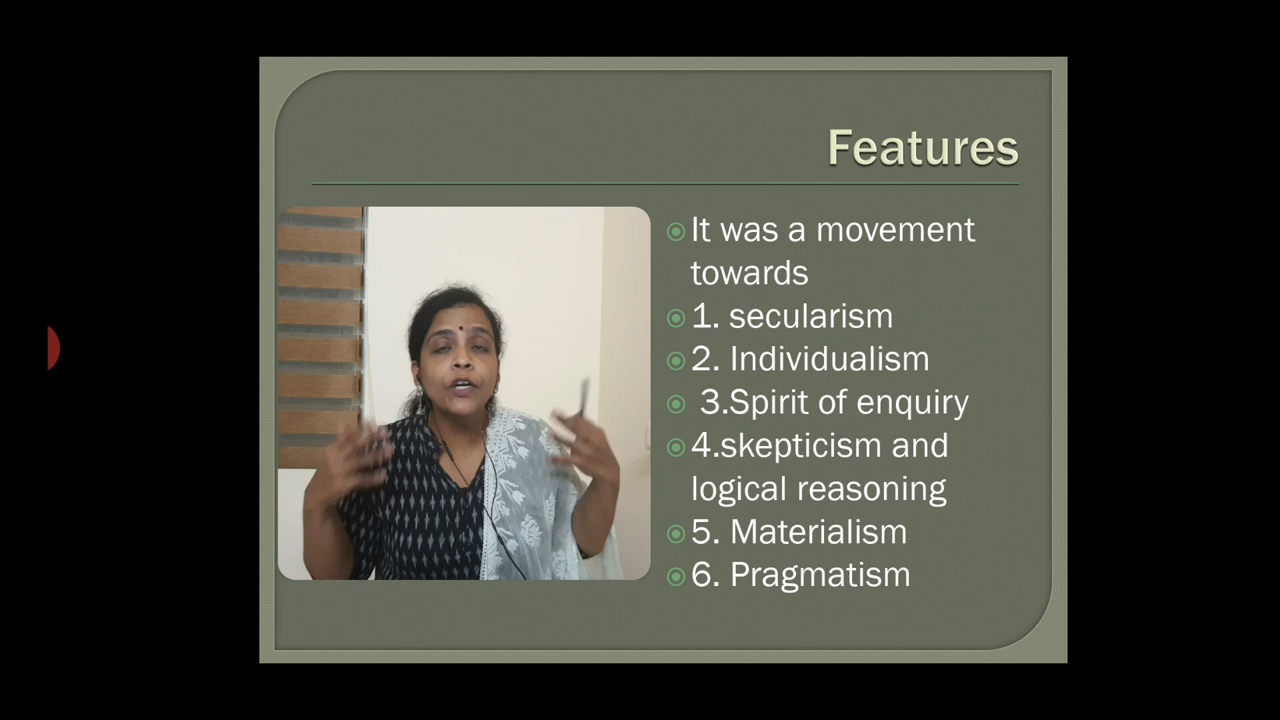 Features
It was a movement
towards
1. secularism
2. Individualism
3.Spirit of enquiry
4.skepticism and
logical reasoning
5. Materialism
6. Pragmatism